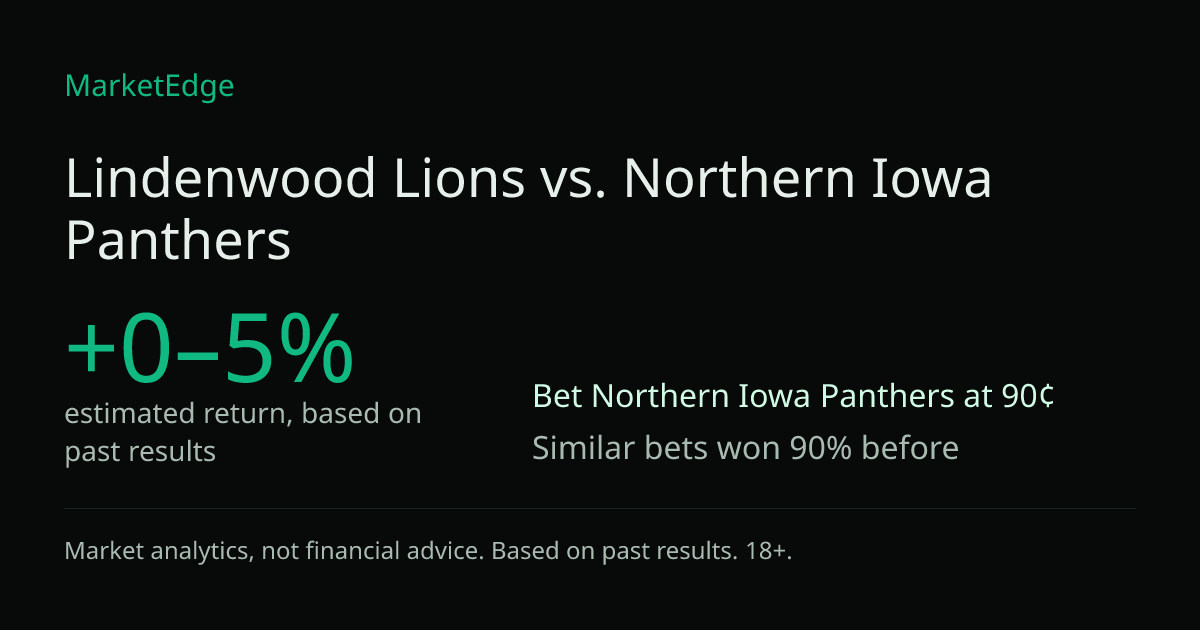 MarketEdge
Lindenwood Lions vs. Northern Iowa
Panthers
+0–5%
estimated return, based on
past results
Bet Northern Iowa Panthers at 90¢
Similar bets won 90% before
Market analytics, not financial advice. Based on past results. 18+.